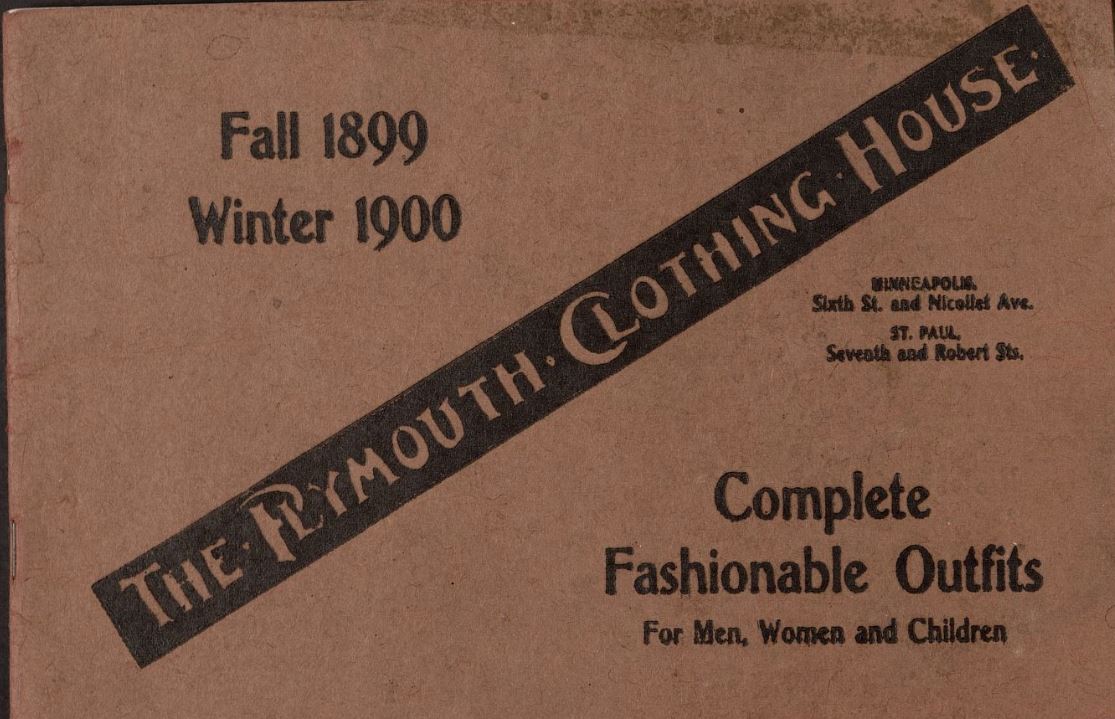 Fall 1899
Winter 1900
THE · PLYMOUTH · CLOTHING · HOUSE ·
MINNEAPOLIS,
Sixth St. and Nicollet Ave.
ST. PAUL,
Seventh and Robert Sts.
Complete
Fashionable Outfits
For Men, Women and Children